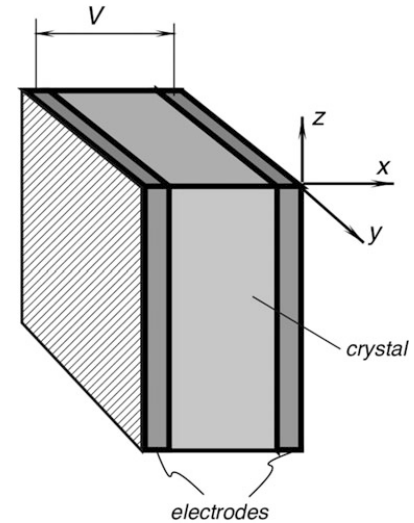 V
z
x
y
crystal
electrodes